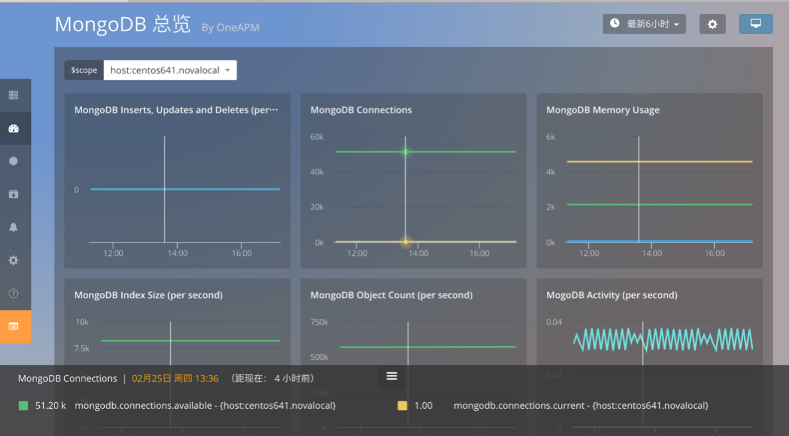 MongoDB 总览 By OneAPM
最新6小时
$scope host:centos641.novalocal
MongoDB Inserts, Updates and Deletes (per···
0
12:00 14:00 16:00
MongoDB Connections
60k
40k
20k
0k
12:00 14:00 16:00
MongoDB Memory Usage
6k
4k
2k
0k
12:00 14:00 16:00
MongoDB Index Size (per second)
10k
7.5k
MongoDB Object Count (per second)
750k
500k
250k
0k
MogoDB Activity (per second)
0.04
0.02
MongoDB Connections | 02月25日 周四 13:36 （距现在： 4 小时前）
51.20 k mongodb.connections.available - {host:centos641.novalocal}
1.00 mongodb.connections.current - {host:centos641.novalocal}